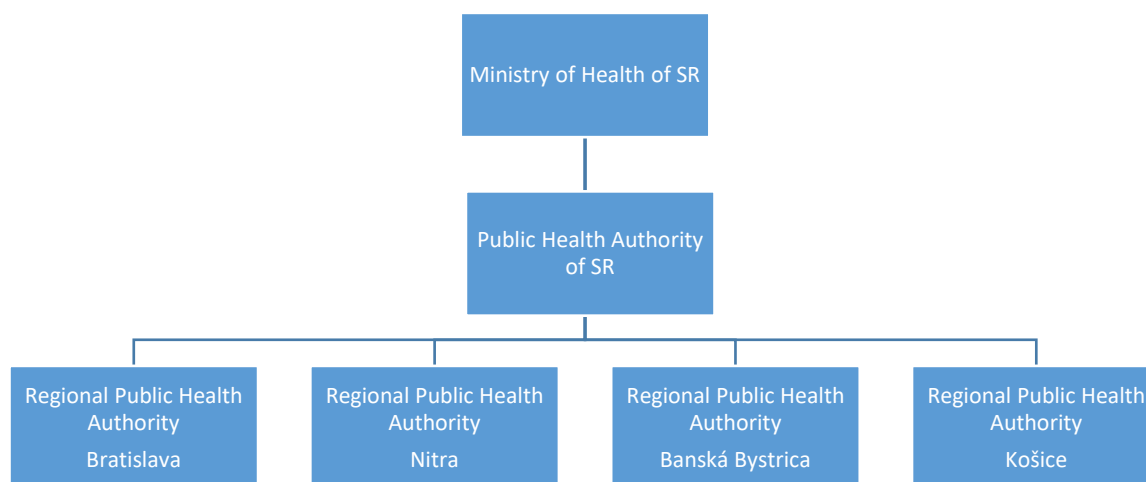 Ministry of Health of SR
Public Health Authority
of SR
Regional Public Health
Authority
Bratislava
Regional Public Health
Authority
Nitra
Regional Public Health
Authority
Banská Bystrica
Regional Public Health
Authority
Košice